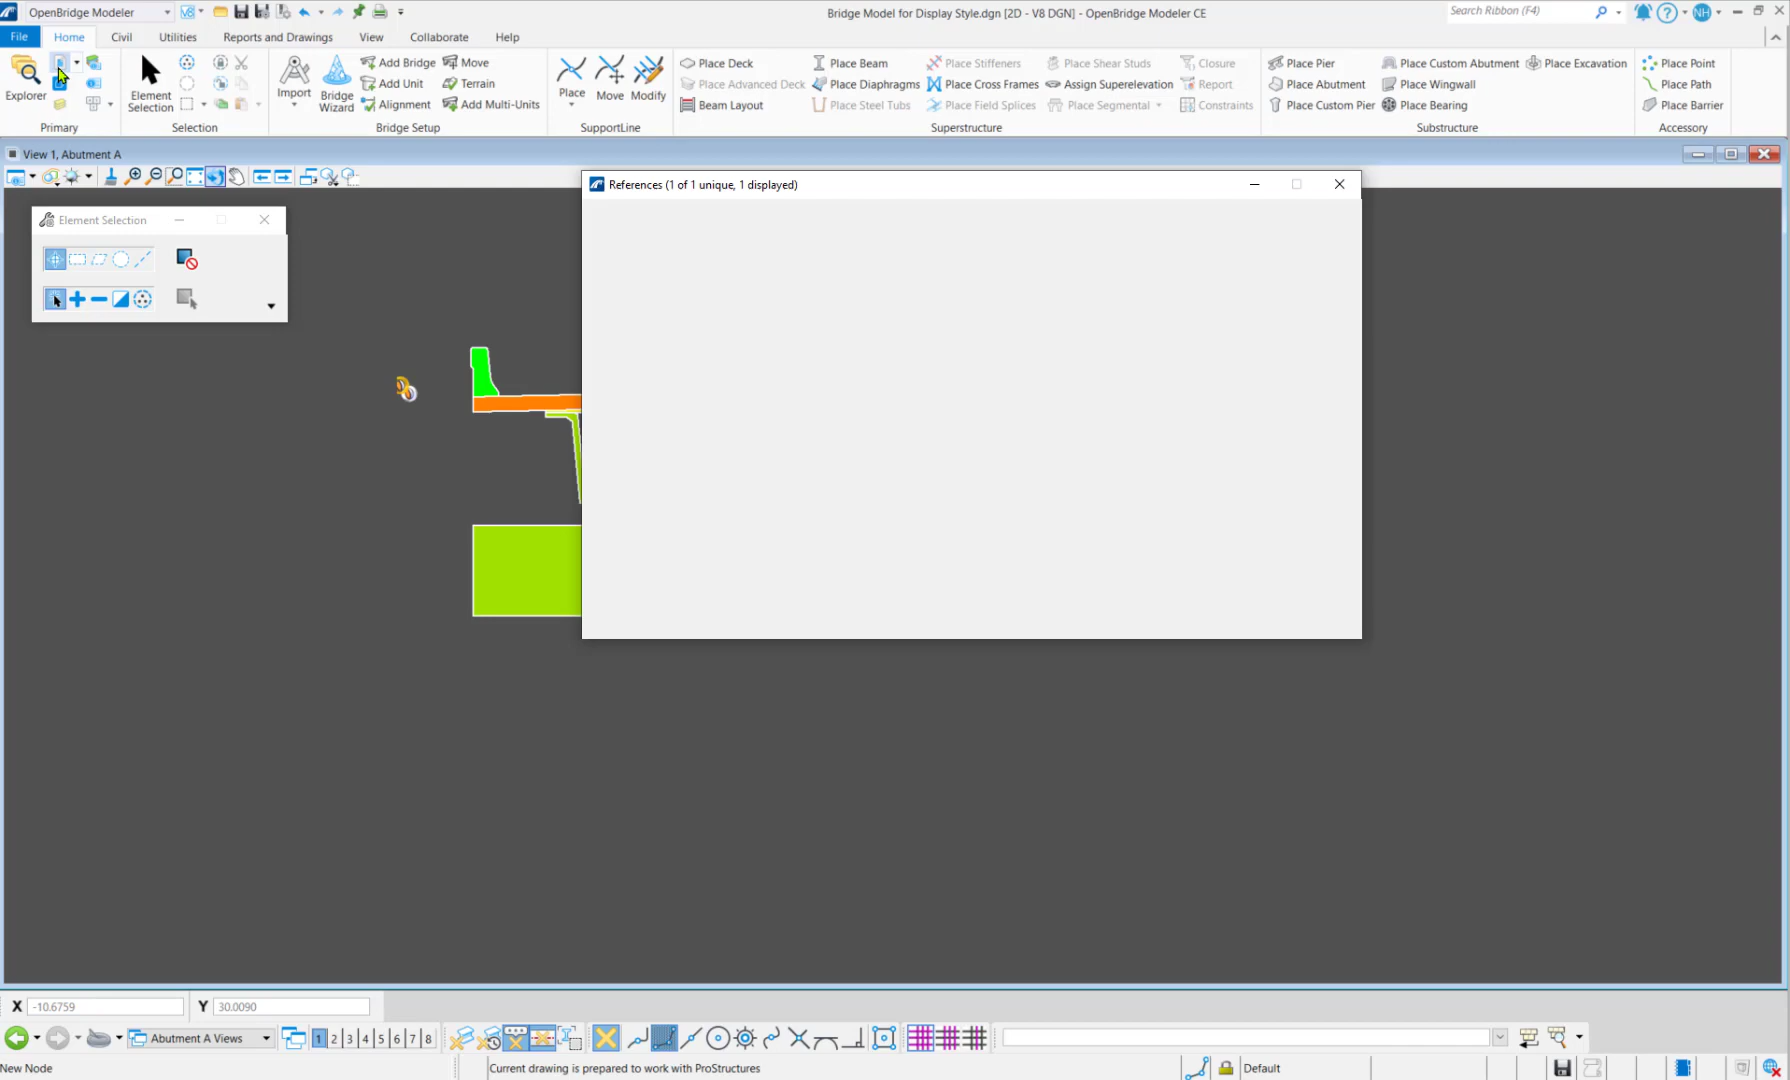 OpenBridge Modeler
Bridge Model for Display Style.dgn [2D - V8 DGN] - OpenBridge Modeler CE
Search Ribbon (F4)
NH
File
Home
Civil
Utilities
Reports and Drawings
View
Collaborate
Help
Explorer
Primary
Element Selection
Selection
Import
Bridge Wizard
Add Bridge
Add Unit
Alignment
Move
Terrain
Add Multi-Units
Bridge Setup
Place
Move
Modify
SupportLine
Place Deck
Place Advanced Deck
Beam Layout
Place Beam
Place Diaphragms
Place Steel Tubs
Place Stiffeners
Place Cross Frames
Place Field Splices
Place Shear Studs
Assign Superelevation
Place Segmental
Closure
Report
Constraints
Superstructure
Place Pier
Place Abutment
Place Custom Pier
Place Custom Abutment
Place Wingwall
Place Bearing
Place Excavation
Substructure
Place Point
Place Path
Place Barrier
Accessory
View 1, Abutment A
References (1 of 1 unique, 1 displayed)
Element Selection
X -10.6759
Y 30.0090
Abutment A Views
1 2 3 4 5 6 7 8
New Node
Current drawing is prepared to work with ProStructures
Default